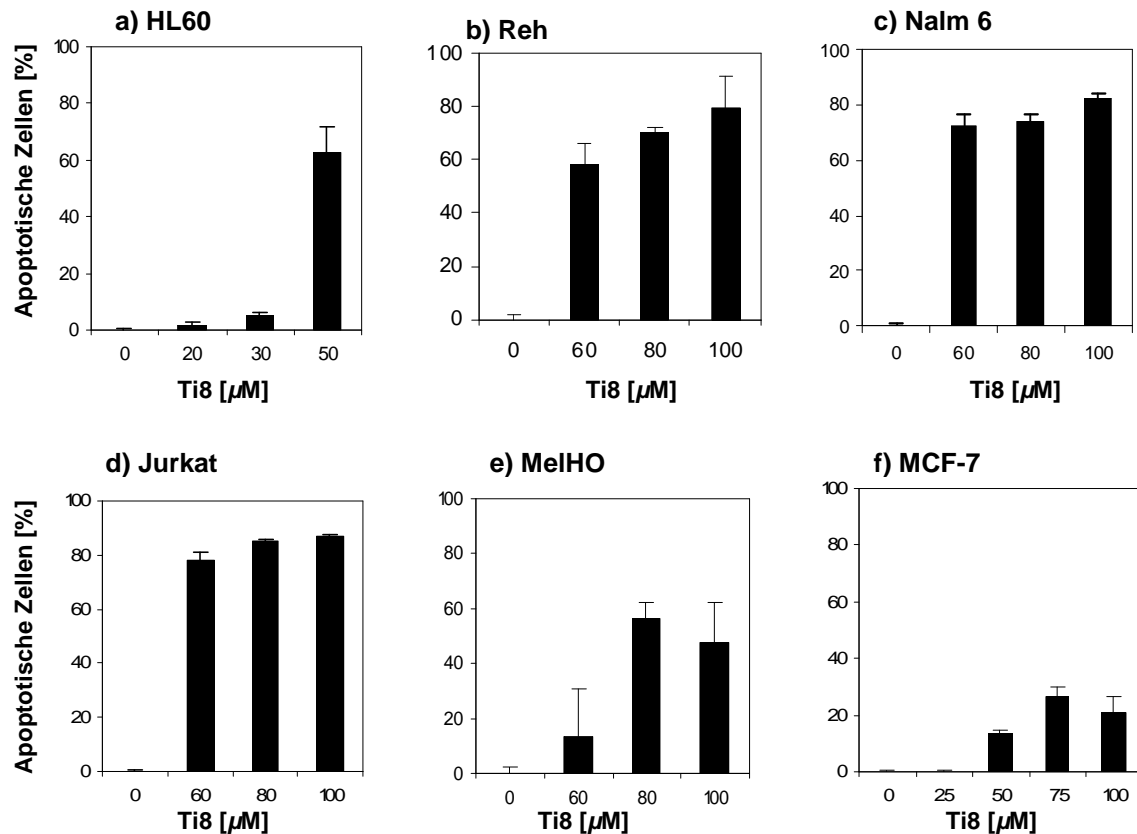 a) HL60
Apoptotische Zellen [%]
100
80
60
40
20
0
0 20 30 50
Ti8 [µM]
b) Reh
100
80
60
40
20
0
0 60 80 100
Ti8 [µM]
c) Nalm 6
100
80
60
40
20
0
0 60 80 100
Ti8 [µM]
d) Jurkat
Apoptotische Zellen [%]
100
80
60
40
20
0
0 60 80 100
Ti8 [µM]
e) MelHO
100
80
60
40
20
0
0 60 80 100
Ti8 [µM]
f) MCF-7
100
80
60
40
20
0
0 25 50 75 100
Ti8 [µM]